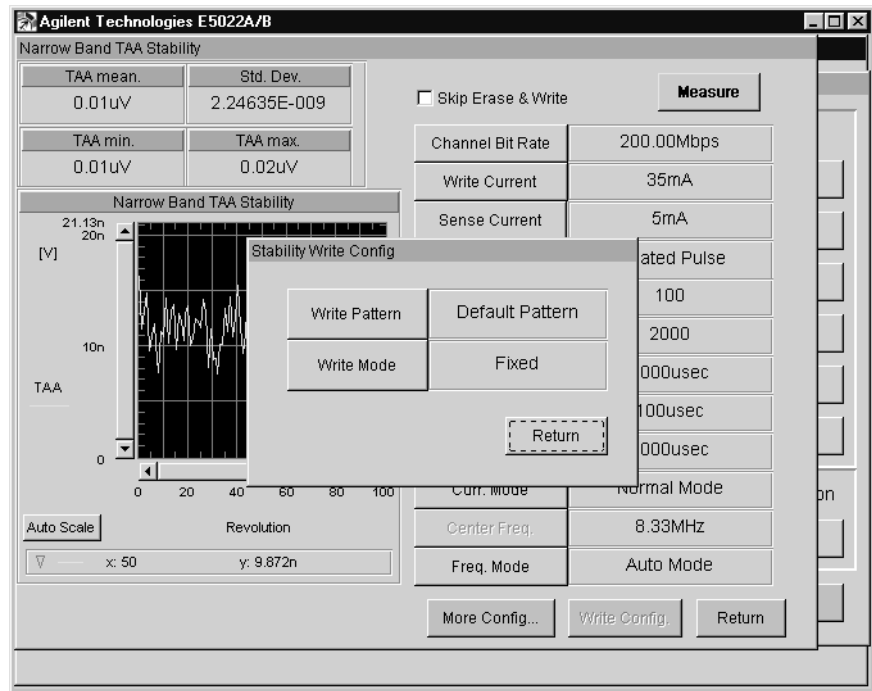 Agilent Technologies E5022A/B
Narrow Band TAA Stability
TAA mean. Std. Dev.
0.01uV 2.24635E-009
TAA min. TAA max.
0.01uV 0.02uV
Skip Erase & Write Measure
Channel Bit Rate 200.00Mbps
Write Current 35mA
Sense Current 5mA
ated Pulse
100
2000
000usec
100usec
000usec
Curr. Mode Normal Mode
Center Freq. 8.33MHz
Freq. Mode Auto Mode
More Config... Write Config. Return
Narrow Band TAA Stability
21.13n
20n
[V]
10n
TAA
0
0 20 40 60 80 100
Auto Scale Revolution
x: 50 y: 9.872n
Stability Write Config
Write Pattern Default Pattern
Write Mode Fixed
Return
on